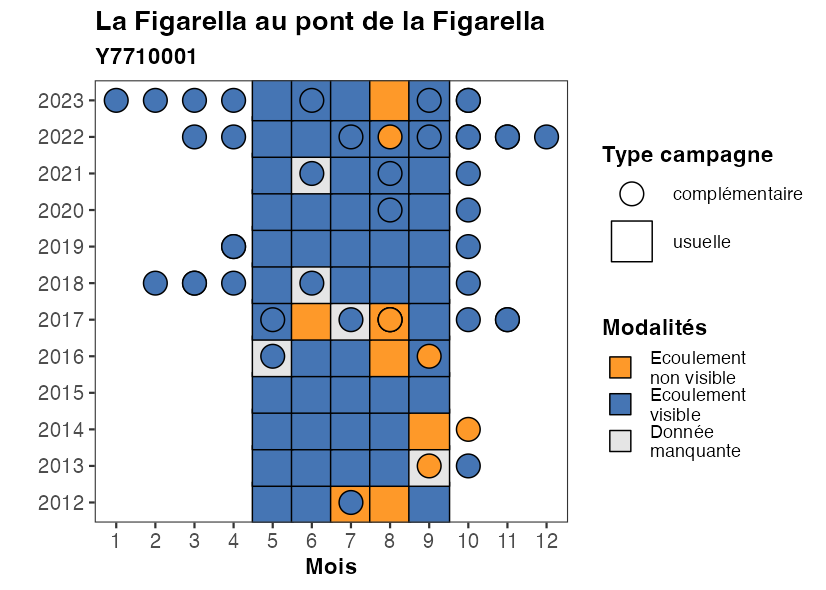 La Figarella au pont de la Figarella
Y7710001
2023
2022
2021
2020
2019
2018
2017
2016
2015
2014
2013
2012
1 2 3 4 5 6 7 8 9 10 11 12
Mois
Type campagne
complémentaire
usuelle
Modalités
Ecoulement
non visible
Ecoulement
visible
Donnée
manquante